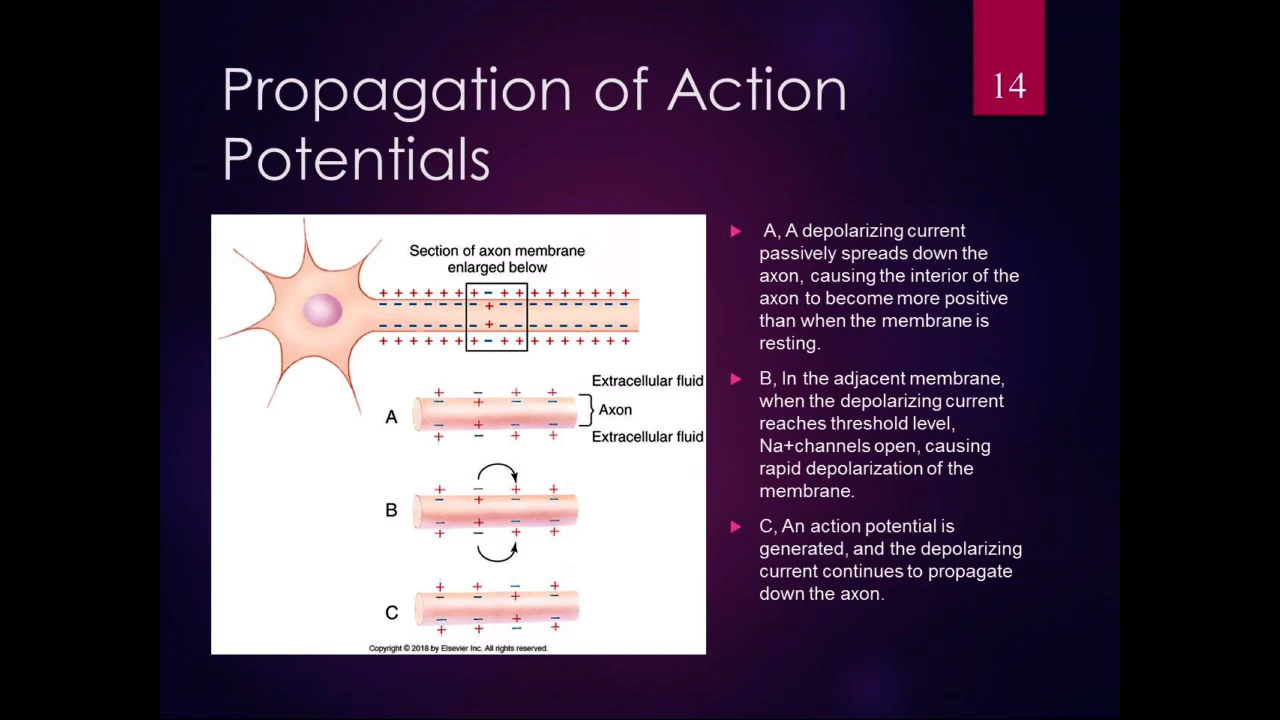 Propagation of Action
Potentials
14
Section of axon membrane
enlarged below
+ + + + + + + − + + + + + + + + +
− − − − − − − + − − − − − − − − −
− − − − − − − + − − − − − − − − −
+ + + + + + + − + + + + + + + + +
Extracellular fluid
+ − + +
− + − −
A
Axon
− + − −
+ − + +
Extracellular fluid
+ − + +
− + − −
B
− + − −
+ − + +
+ + − +
− − + −
C
− − + −
+ + − +
Copyright © 2018 by Elsevier Inc. All rights reserved.
A, A depolarizing current
passively spreads down the
axon, causing the interior of the
axon to become more positive
than when the membrane is
resting.
B, In the adjacent membrane,
when the depolarizing current
reaches threshold level,
Na+channels open, causing
rapid depolarization of the
membrane.
C, An action potential is
generated, and the depolarizing
current continues to propagate
down the axon.